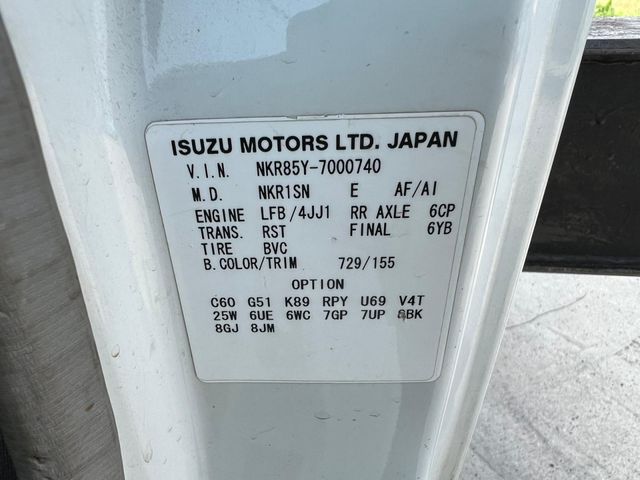 ISUZU MOTORS LTD. JAPAN
V.I.N. NKR85Y-7000740
M.D. NKR1SN E AF/AI
ENGINE LFB/4JJ1 RR AXLE 6CP
TRANS. RST FINAL 6YB
TIRE BVC
B.COLOR/TRIM 729/155
OPTION
C60 G51 K89 RPY U69 V4T
25W 6UE 6WC 7GP 7UP 8BK
8GJ 8JM